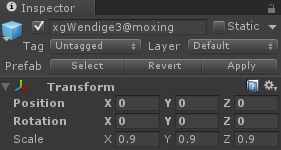 Inspector
xgWendige3@moxing Static
Tag Untagged Layer Default
Prefab Select Revert Apply
Transform
Position X 0 Y 0 Z 0
Rotation X 0 Y 0 Z 0
Scale X 0.9 Y 0.9 Z 0.9